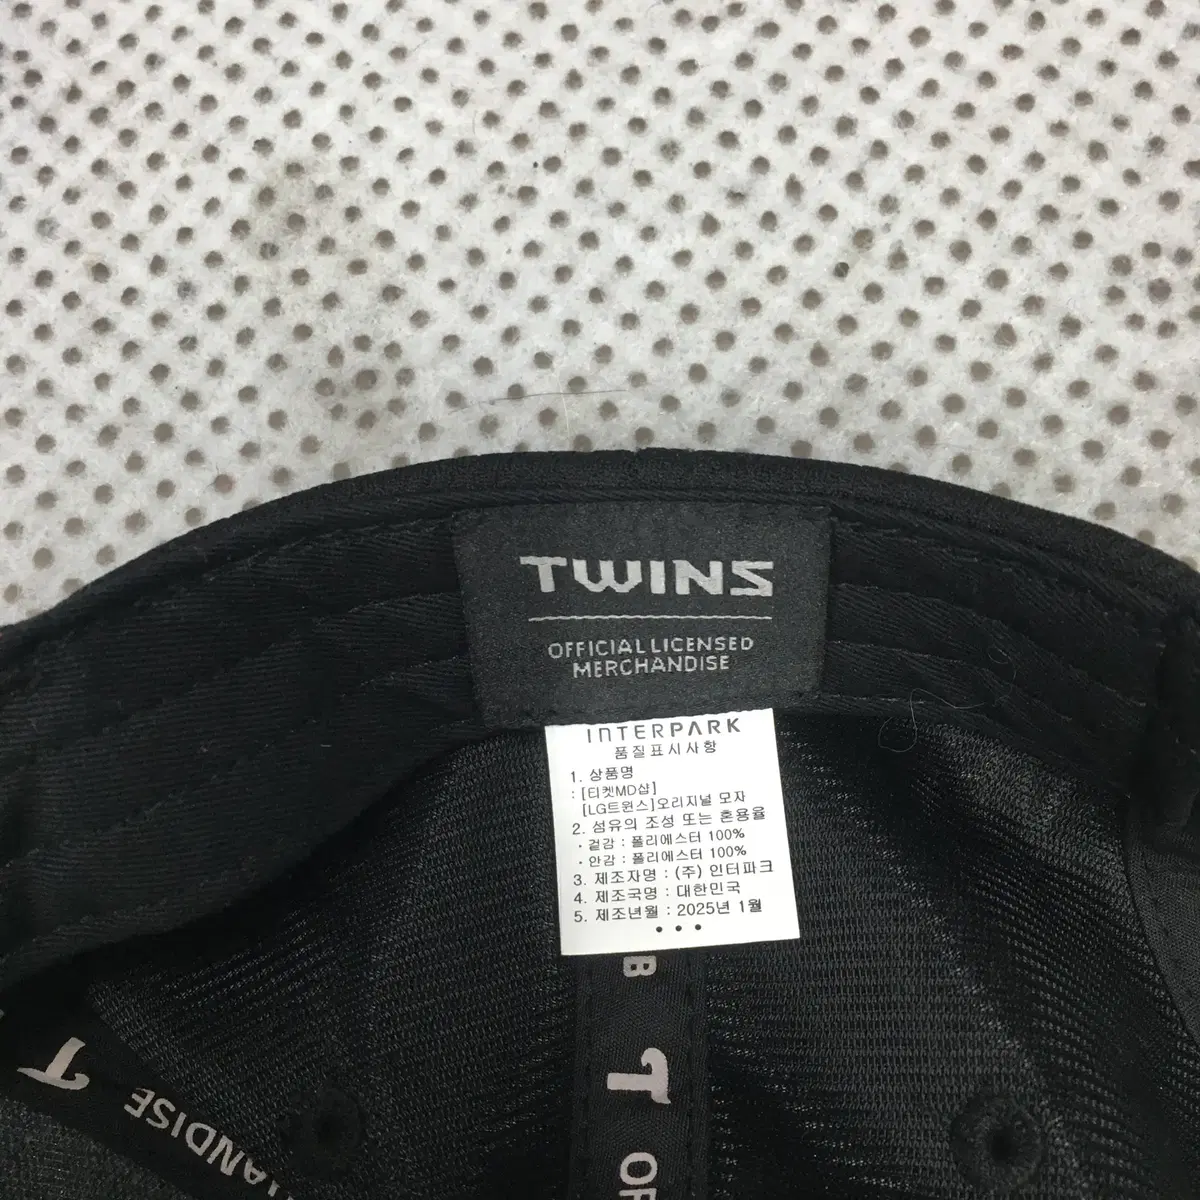 TWINS
OFFICIAL LICENSED
MERCHANDISE
INTERPARK
품질표시사항
1. 상품명
: [티켓MD샵]
[LG트윈스]오리지널 모자
2. 섬유의 조성 또는 혼용율
· 겉감 : 폴리에스터 100%
· 안감 : 폴리에스터 100%
3. 제조자명 : (주) 인터파크
4. 제조국명 : 대한민국
5. 제조년월 : 2025년 1월
B
T
OF
T
HANDISE